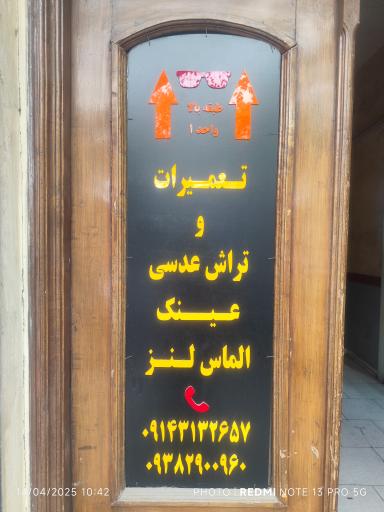 طبقه بالا
واحد ۱
تعمیرات
و
تراش عدسی
عینک
الماس لنز
۰۹۱۴۳۱۳۲۶۵۷
۰۹۳۸۲۹۰۰۹۶۰
14/04/2025 10:42 PHOTO | REDMI NOTE 13 PRO 5G